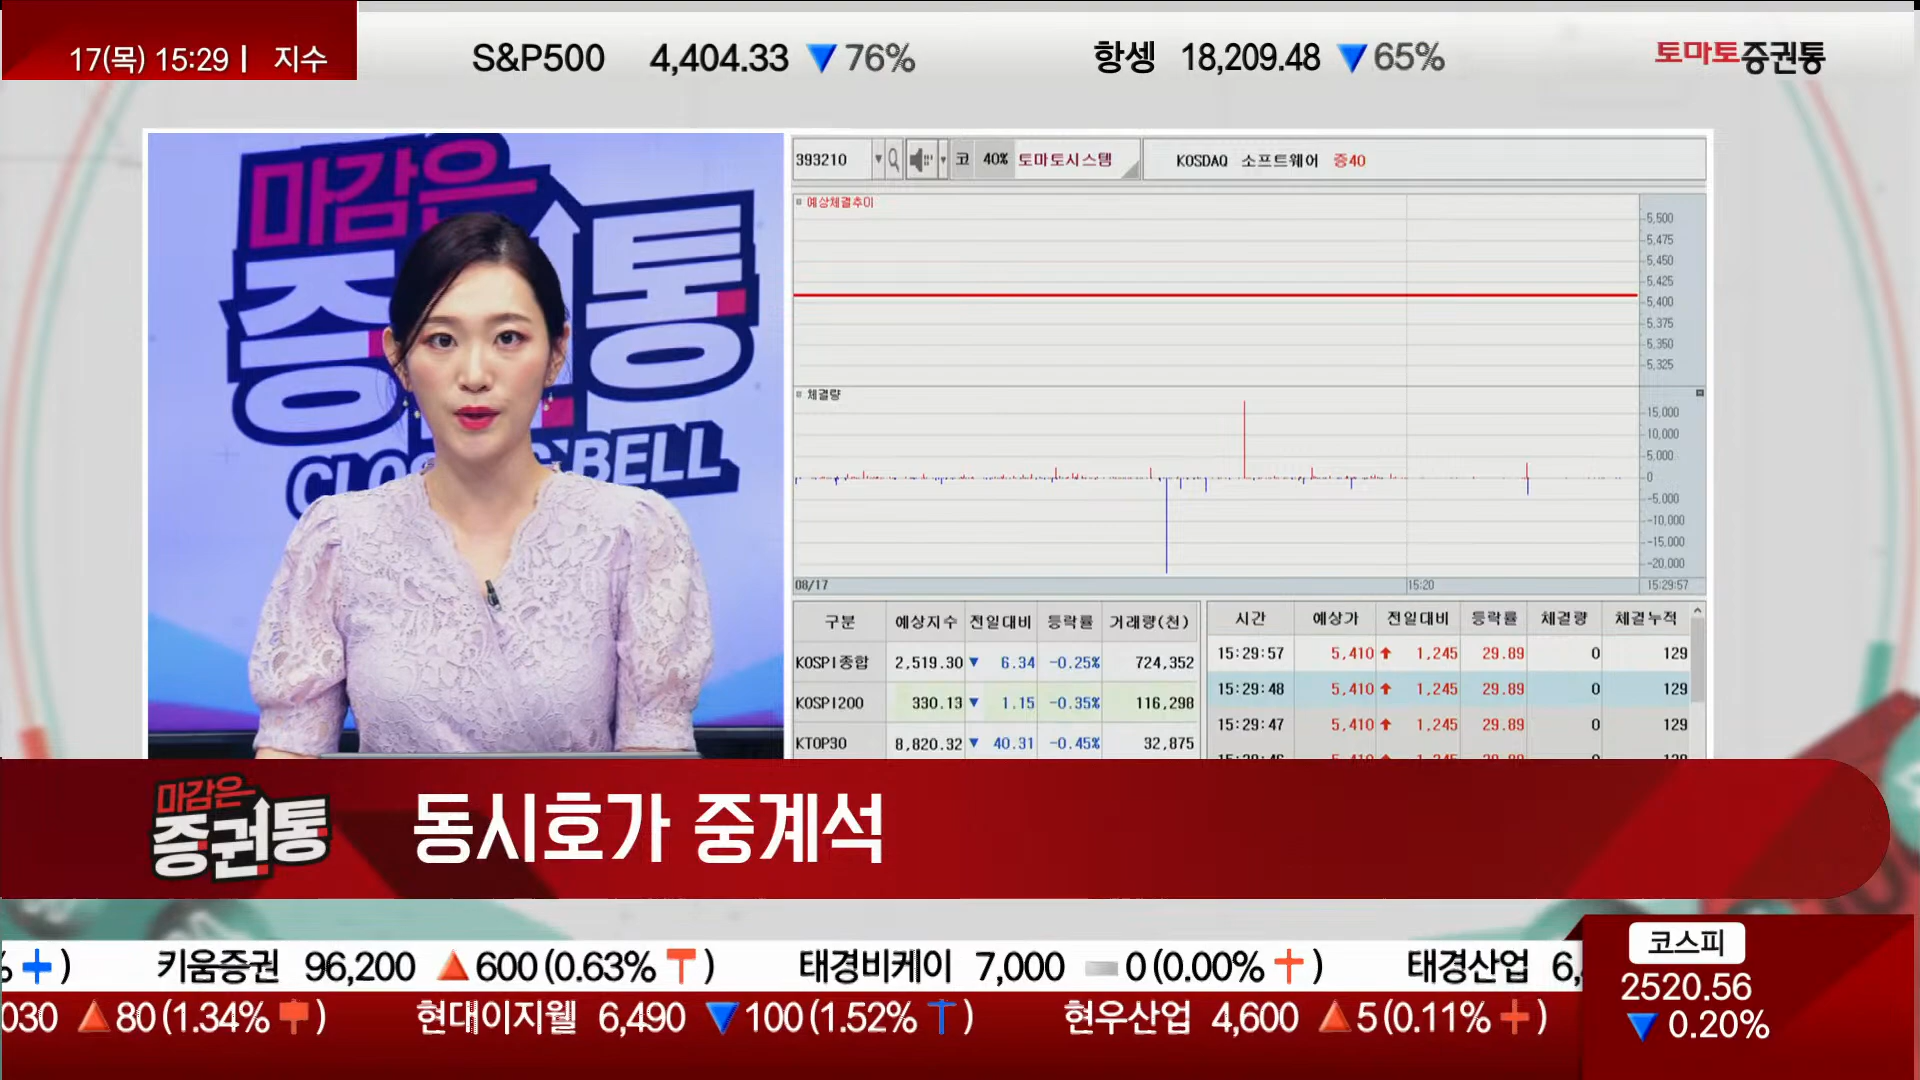 17(목) 15:29 | 지수
S&P500 4,404.33 ▼76%
항셍 18,209.48 ▼65%
토마토증권통
마감은
증권통
393210
코 40% 토마토시스템
KOSDAQ 소프트웨어 증40
예상체결추이
5,500
5,475
5,450
5,425
5,400
5,375
5,350
5,325
체결량
15,000
10,000
5,000
0
-5,000
-10,000
-15,000
-20,000
08/17 15:20 15:29:57
구분 예상지수 전일대비 등락률 거래량(천)
KOSPI종합 2,519.30 ▼ 6.34 -0.25% 724,352
KOSPI200 330.13 ▼ 1.15 -0.35% 116,298
KTOP30 8,820.32 ▼ 40.31 -0.45% 32,875
시간 예상가 전일대비 등락률 체결량 체결누적
15:29:57 5,410 ↑ 1,245 29.89 0 129
15:29:48 5,410 ↑ 1,245 29.89 0 129
15:29:47 5,410 ↑ 1,245 29.89 0 129
마감은
증권통
동시호가 중계석
키움증권 96,200 ▲600(0.63%) 태경비케이 7,000 0(0.00%) 태경산업 6,
030 ▲80(1.34%) 현대이지웰 6,490 ▼100(1.52%) 현우산업 4,600 ▲5(0.11%)
코스피
2520.56
▼0.20%